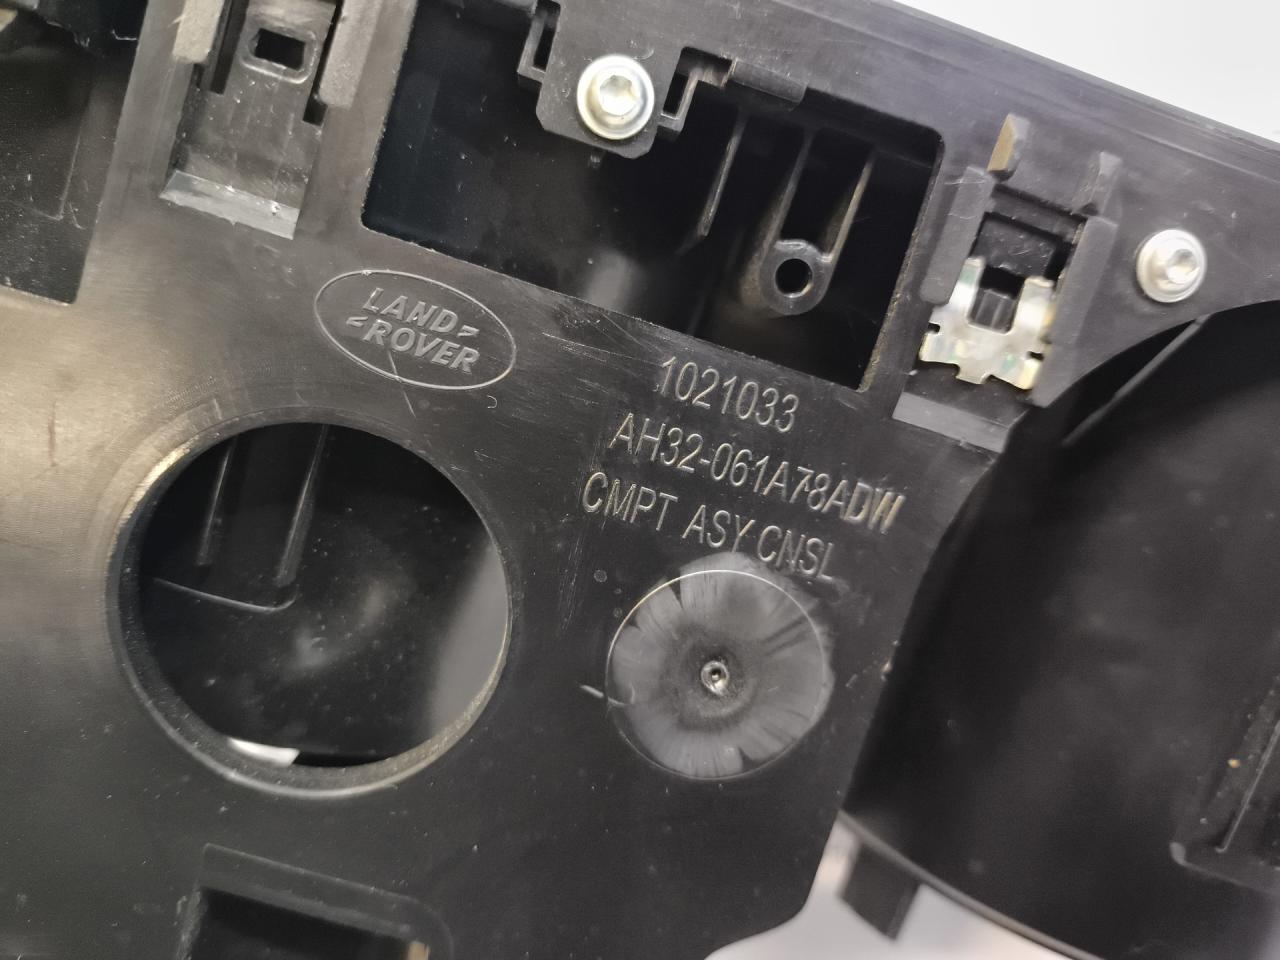 LAND
ROVER
1021033
AH32-061A78ADW
CMPT ASY CNSL